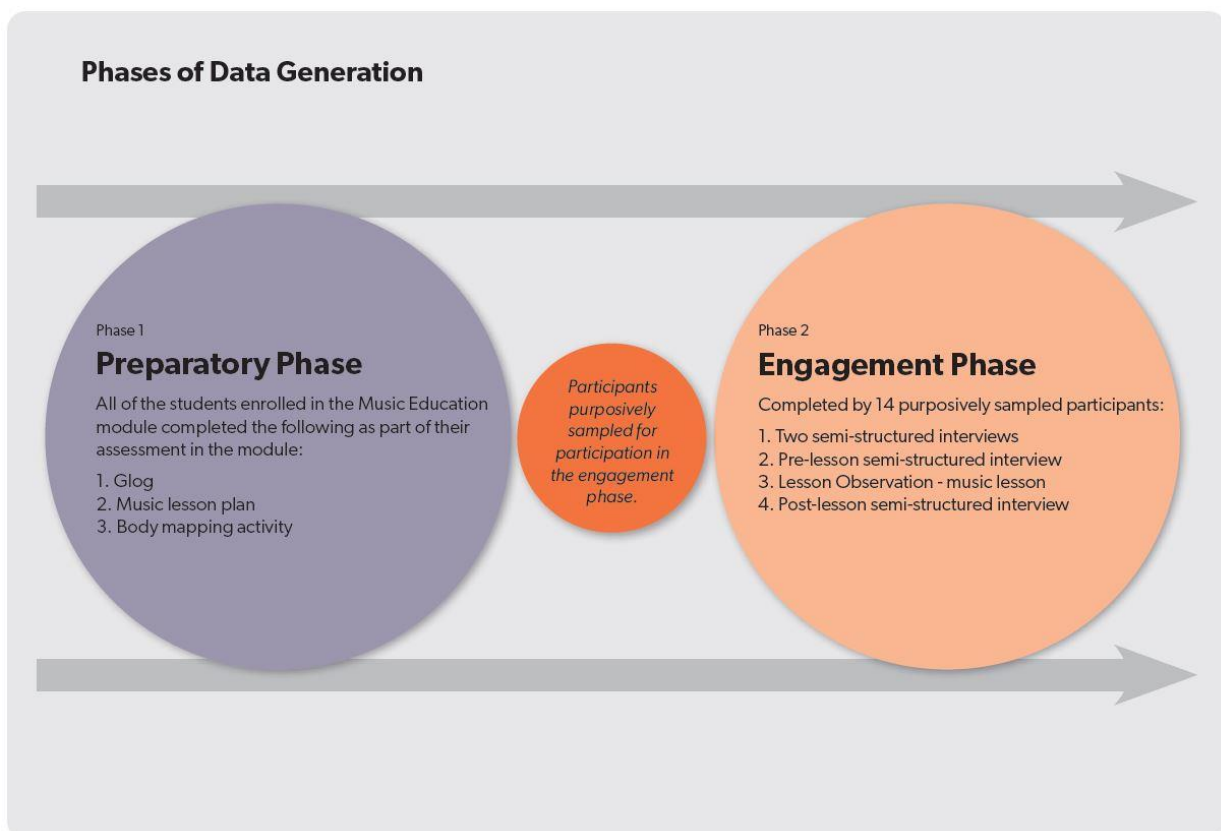 Phases of Data Generation
Phase 1
Preparatory Phase
All of the students enrolled in the Music Education
module completed the following as part of their
assessment in the module:
1. Glog
2. Music lesson plan
3. Body mapping activity
Participants
purposively
sampled for
participation in
the engagement
phase.
Phase 2
Engagement Phase
Completed by 14 purposively sampled participants:
1. Two semi-structured interviews
2. Pre-lesson semi-structured interview
3. Lesson Observation - music lesson
4. Post-lesson semi-structured interview